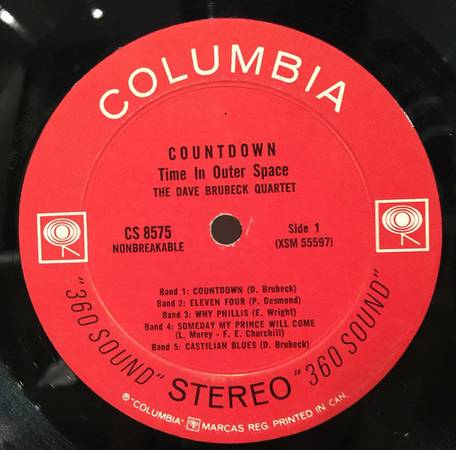 COLUMBIA
COUNTDOWN
Time In Outer Space
THE DAVE BRUBECK QUARTET
CS 8575
NONBREAKABLE
Side 1
(XSM 55597)
Band 1: COUNTDOWN (D. Brubeck)
Band 2: ELEVEN FOUR (P. Desmond)
Band 3: WHY PHILLIS (E. Wright)
Band 4: SOMEDAY MY PRINCE WILL COME
(L. Morey - F. E. Churchill)
Band 5: CASTILIAN BLUES (D. Brubeck)
"360 SOUND" STEREO "360 SOUND"
® "COLUMBIA" MARCAS REG. PRINTED IN CAN.